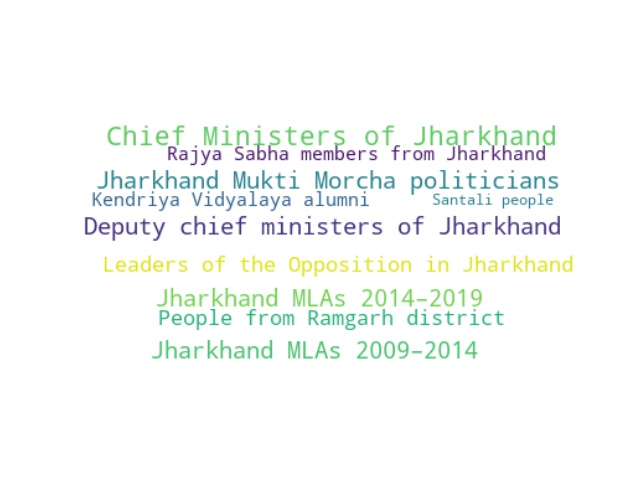 Chief Ministers of Jharkhand
Rajya Sabha members from Jharkhand
Jharkhand Mukti Morcha politicians
Kendriya Vidyalaya alumni
Santali people
Deputy chief ministers of Jharkhand
Leaders of the Opposition in Jharkhand
Jharkhand MLAs 2014–2019
People from Ramgarh district
Jharkhand MLAs 2009–2014